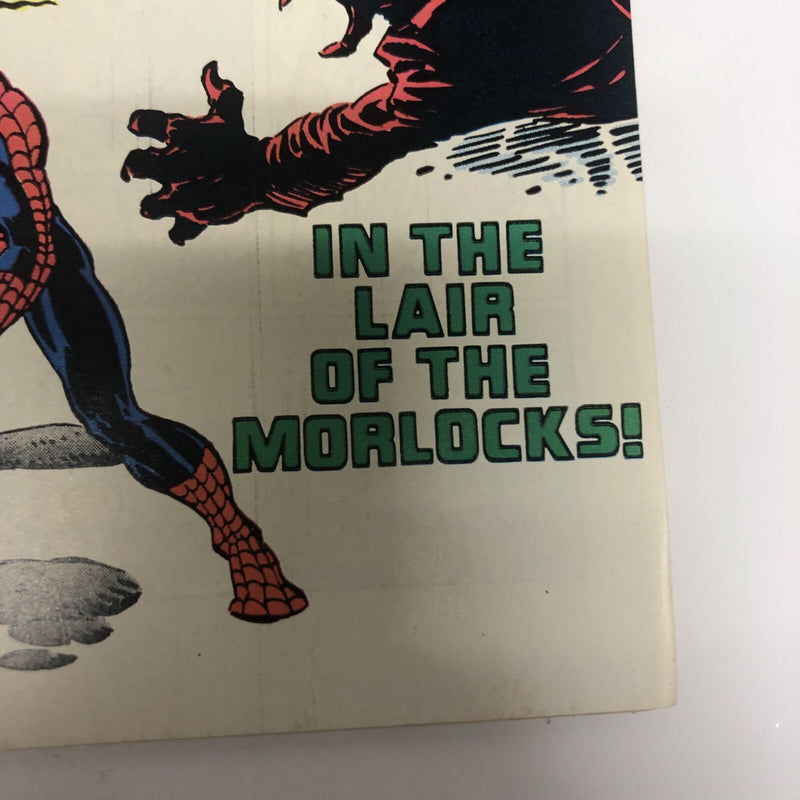 IN THE
LAIR
OF THE
MORLOCKS!